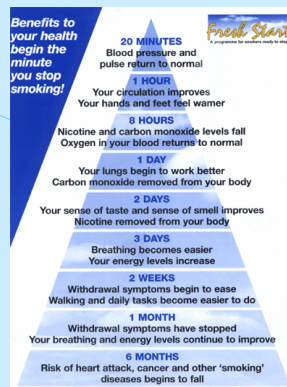 Benefits to
your health
begin the
minute
you stop
smoking!
Fresh Start
A programme for smokers ready to stop
20 MINUTES
Blood pressure and
pulse return to normal
1 HOUR
Your circulation improves
Your hands and feet feel wamer
8 HOURS
Nicotine and carbon monoxide levels fall
Oxygen in your blood returns to normal
1 DAY
Your lungs begin to work better
Carbon monoxide removed from your body
2 DAYS
Your sense of taste and sense of smell improves
Nicotine removed from your body
3 DAYS
Breathing becomes easier
Your energy levels increase
2 WEEKS
Withdrawal symptoms begin to ease
Walking and daily tasks become easier to do
1 MONTH
Withdrawal symptoms have stopped
Your breathing and energy levels continue to improve
6 MONTHS
Risk of heart attack, cancer and other 'smoking'
diseases begins to fall